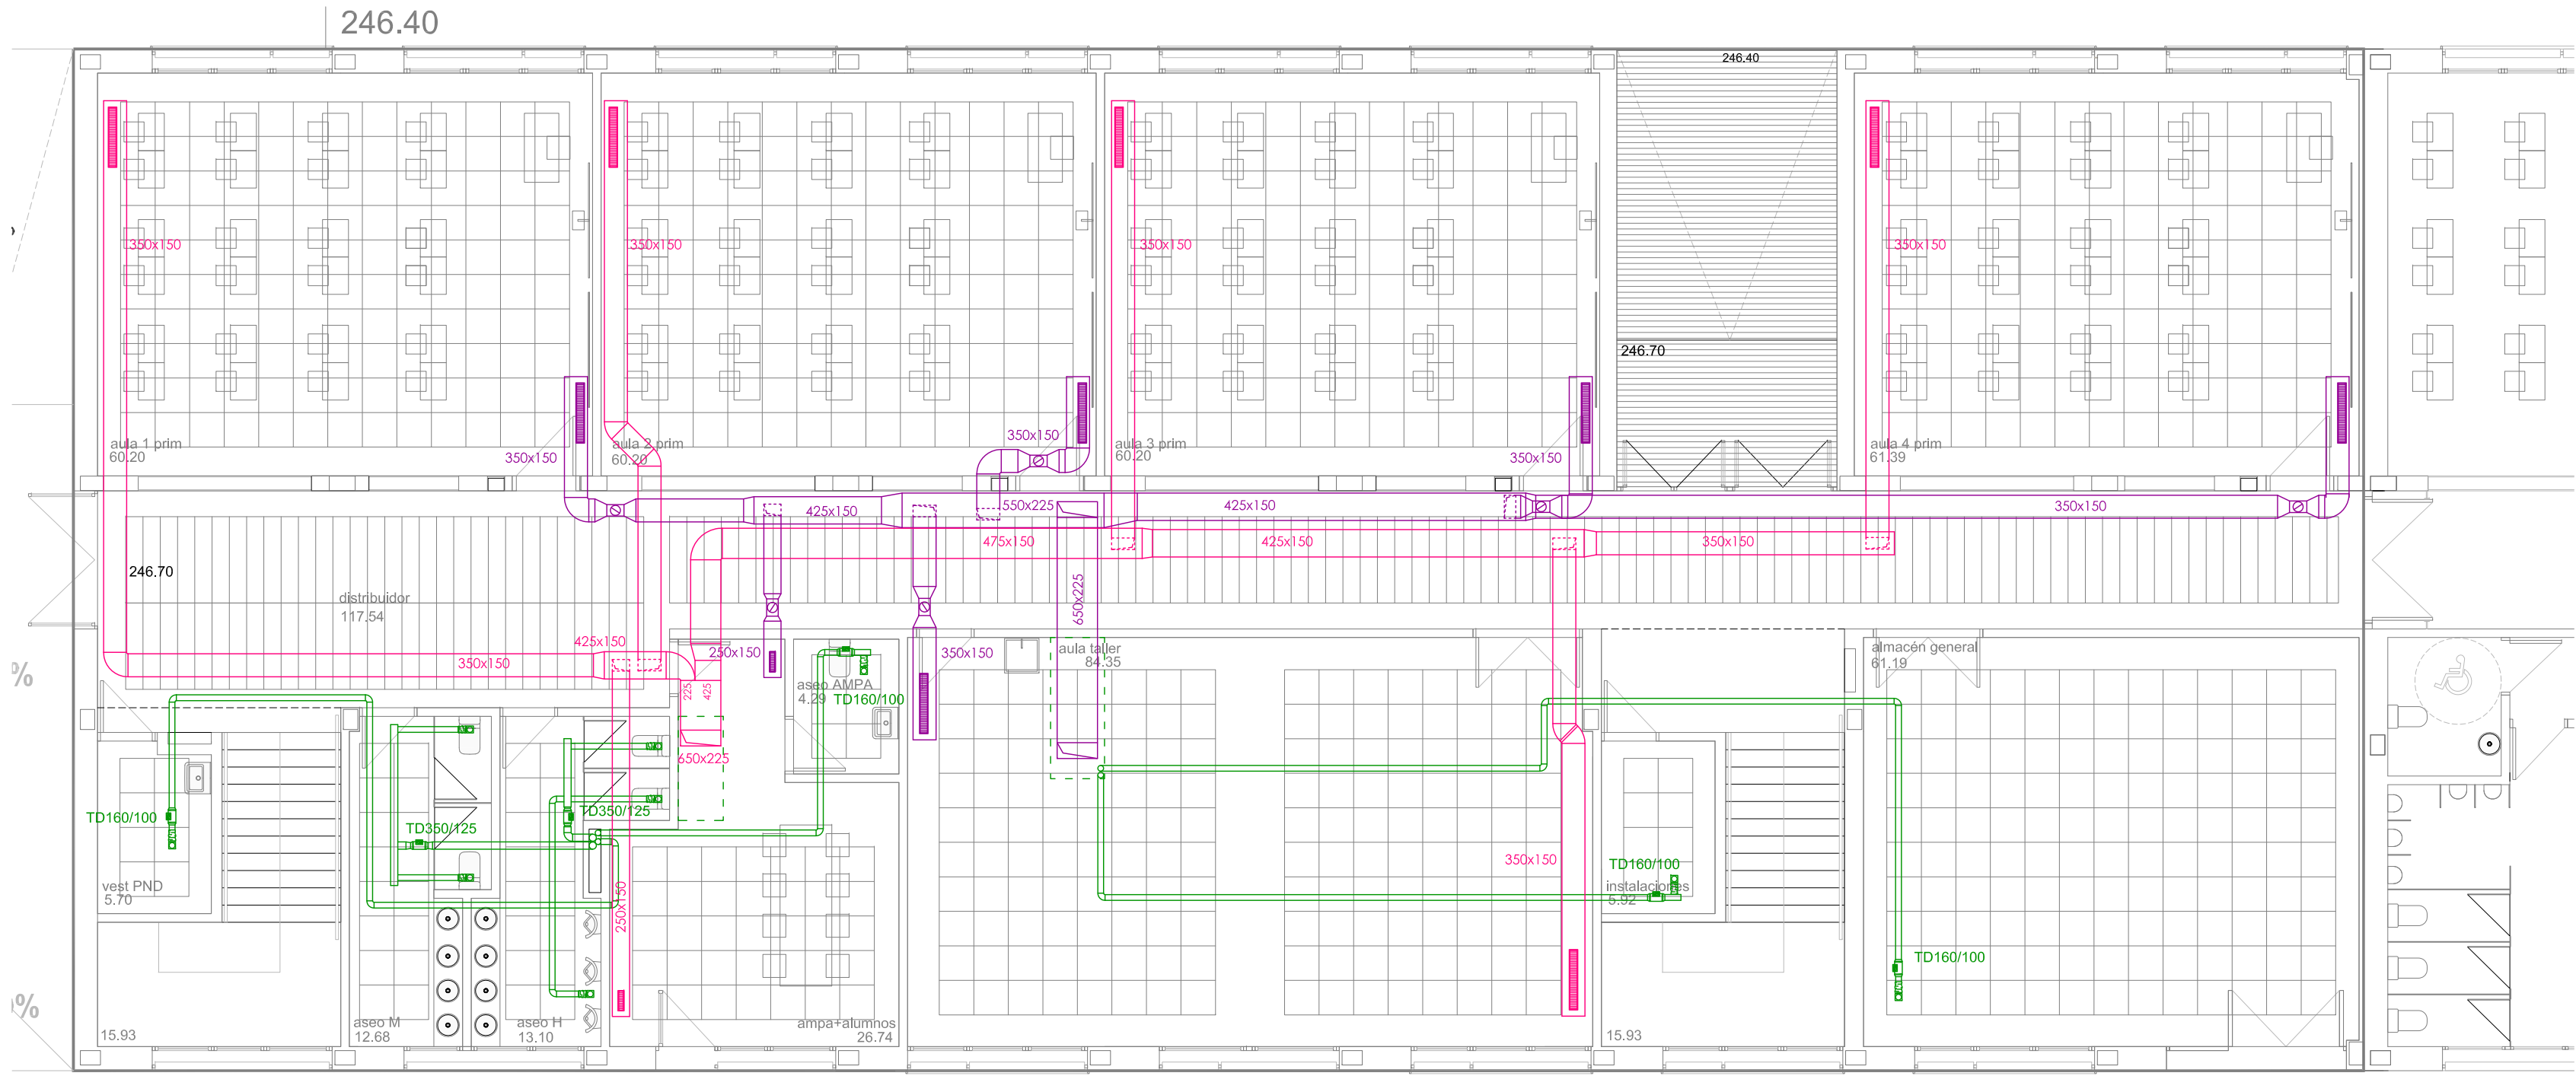 246.40
246.40
350x150
350x150
350x150
350x150
246.70
aula 1 prim
60.20
350x150
aula 2 prim
60.20
350x150
aula 3 prim
60.20
350x150
aula 4 prim
61.39
425x150
550x225
425x150
350x150
475x150
425x150
350x150
246.70
distribuidor
117.54
650x225
425x150
350x150
250x150
350x150
aula taller
84.35
almacén general
61.19
%
225
425
aseo AMPA
4.29
TD160/100
650x225
TD160/100
TD350/125
TD350/125
350x150
TD160/100
vest PND
5.70
250x150
instalaciones
5.92
TD160/100
%
15.93
aseo M
12.68
aseo H
13.10
ampa+alumnos
26.74
15.93